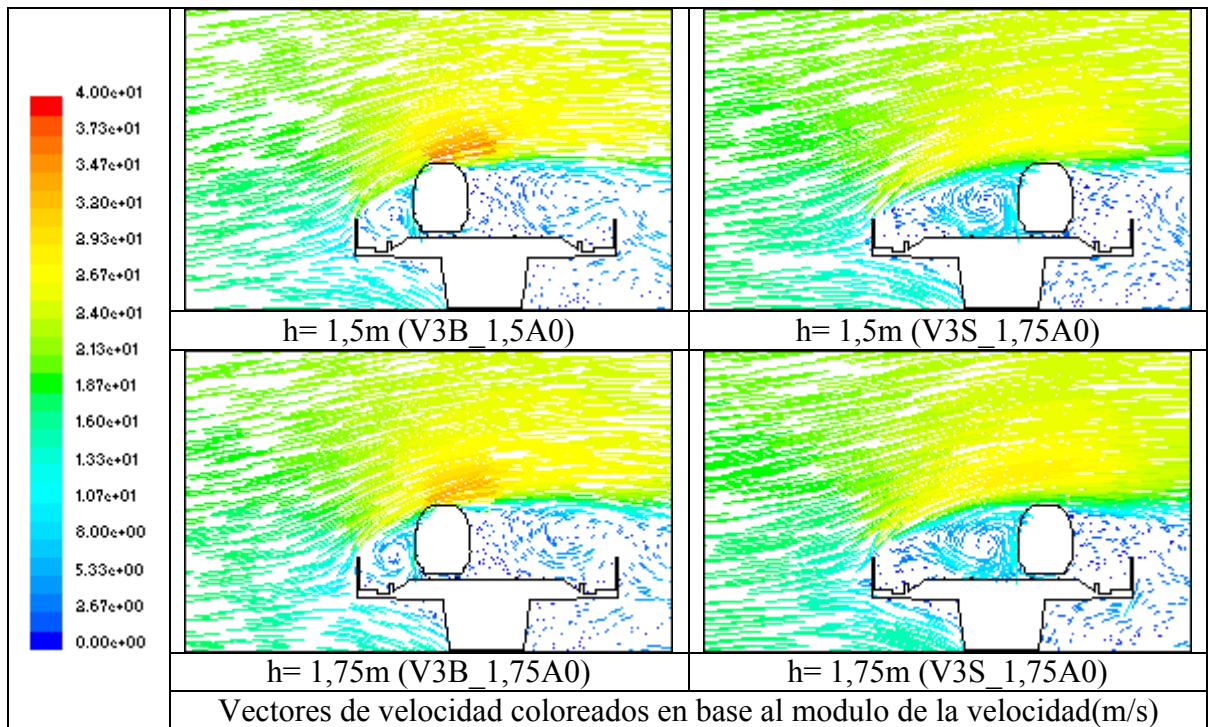 4.00e+01
3.73e+01
3.47e+01
3.20e+01
2.93e+01
2.67e+01
2.40e+01
2.13e+01
1.87e+01
1.60e+01
1.33e+01
1.07e+01
8.00e+00
5.33e+00
2.67e+00
0.00e+00
h= 1,5m (V3B_1,5A0)
h= 1,5m (V3S_1,75A0)
h= 1,75m (V3B_1,75A0)
h= 1,75m (V3S_1,75A0)
Vectores de velocidad coloreados en base al modulo de la velocidad(m/s)